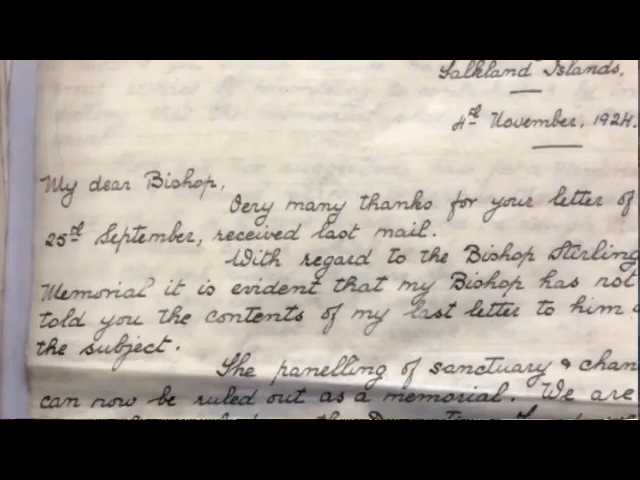 Falkland Islands.
4th November, 1924.
My dear Bishop,
Very many thanks for your letter of
25th September, received last mail.
With regard to the Bishop Stirling
Memorial it is evident that my Bishop has not
told you the contents of my last letter to him
the subject.
The panelling of sanctuary & chan
can now be ruled out as a memorial. We are